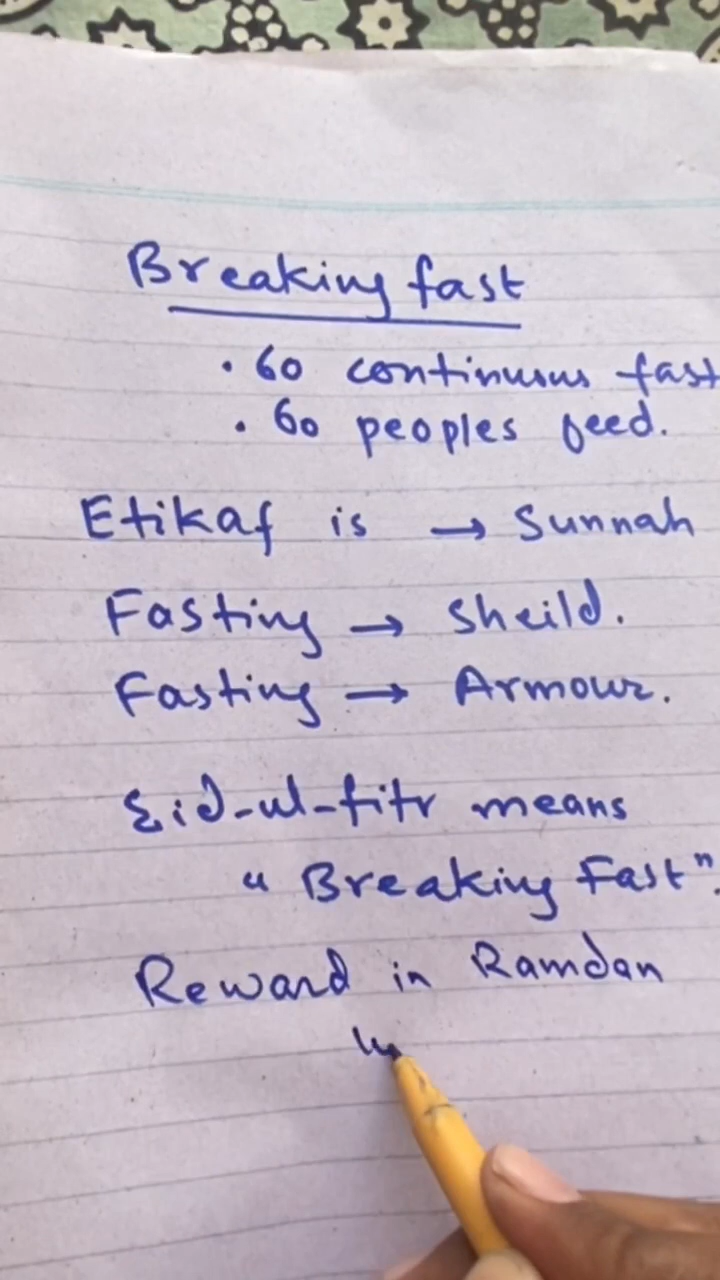 Breaking fast
• 60 continuous fast
• 60 peoples feed.
Etikaf is → Sunnah
Fasting → Sheild.
Fasting → Armour.
Eid-ul-fitr means
“ Breaking Fast”.
Reward in Ramdan